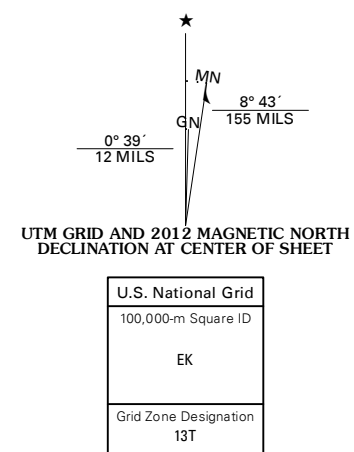 ★
MN
8° 43´
155 MILS
GN
0° 39´
12 MILS
UTM GRID AND 2012 MAGNETIC NORTH
DECLINATION AT CENTER OF SHEET
U.S. National Grid
100,000-m Square ID
EK
Grid Zone Designation
13T